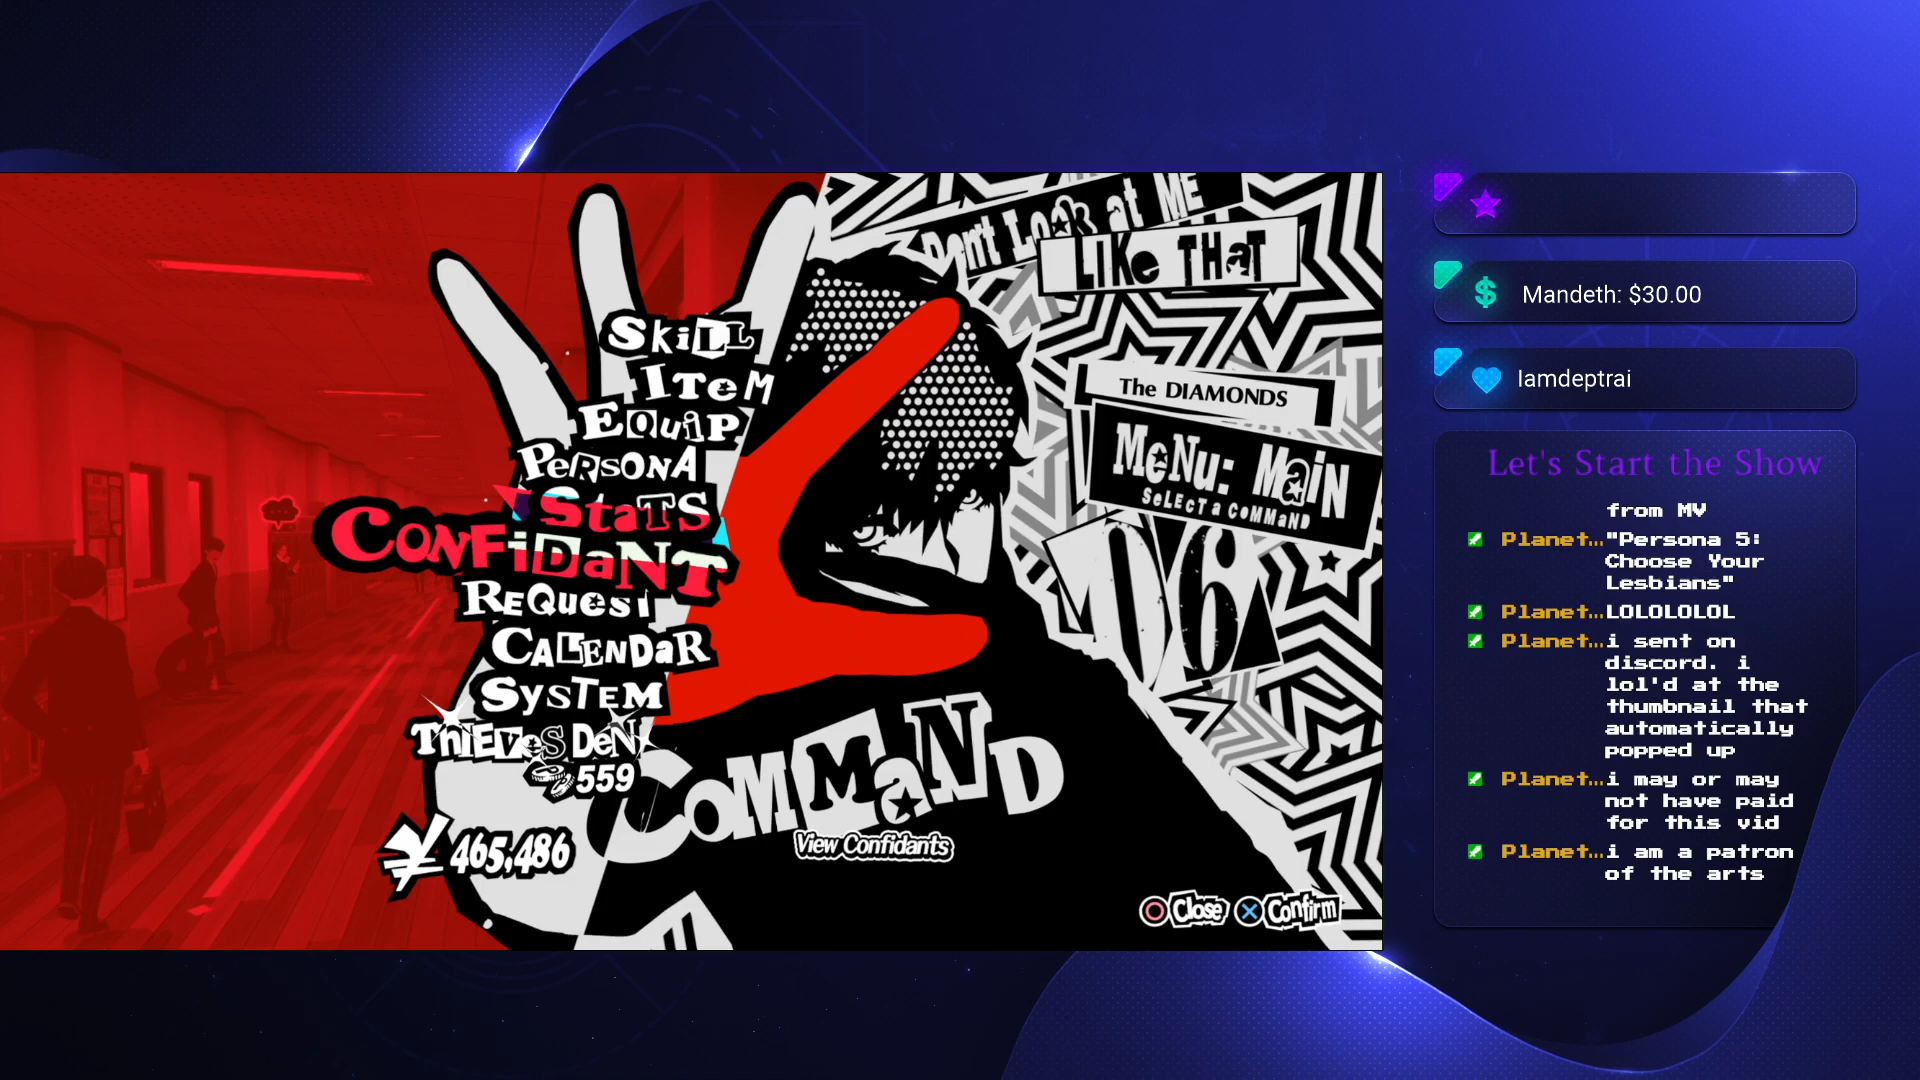 Don't Look at ME
LIKe THaT
SkiLL
ITeM
EQuiP
PeRSONA
StaTS
CONFiDaNT
REQuesT
CALENDaR
SySTEM
ThIEVeS DeN
559
¥465,486
The DIAMONDS
MeNu: MaiN
SeLEcT a CoMMaND
06
CoMMaND
View Confidants
Close
Confirm
Mandeth: $30.00
Iamdeptrai
Let's Start the Show
from MV
Planet… "Persona 5:
Choose Your
Lesbians"
Planet… LOLOLOLOL
Planet… i sent on
discord. i
lol'd at the
thumbnail that
automatically
popped up
Planet… i may or may
not have paid
for this vid
Planet… i am a patron
of the arts